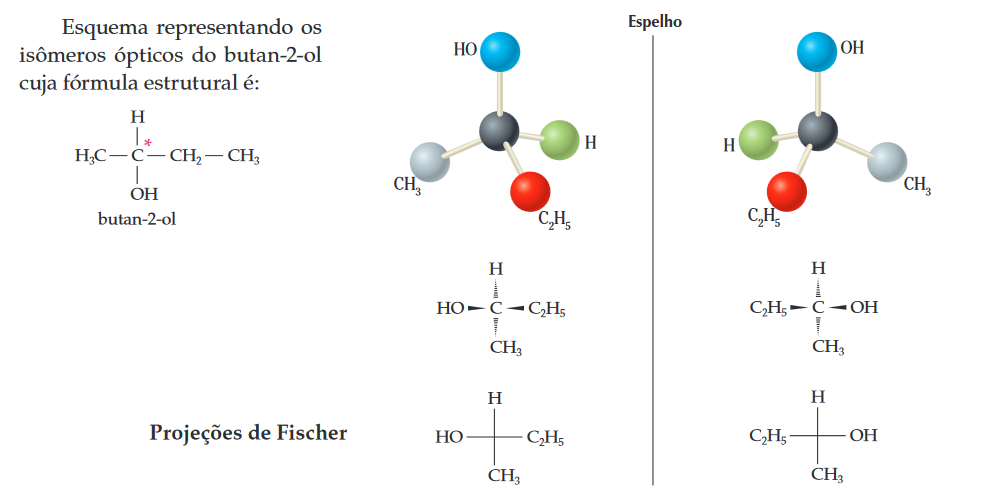 Esquema representando os
isômeros ópticos do butan-2-ol
cuja fórmula estrutural é:
H
H₃C — C* — CH₂ — CH₃
OH
butan-2-ol
Espelho
HO
H
CH₃
C₂H₅
OH
H
CH₃
C₂H₅
H
HO C C₂H₅
CH₃
H
C₂H₅ C OH
CH₃
Projeções de Fischer
H
HO C₂H₅
CH₃
H
C₂H₅ OH
CH₃